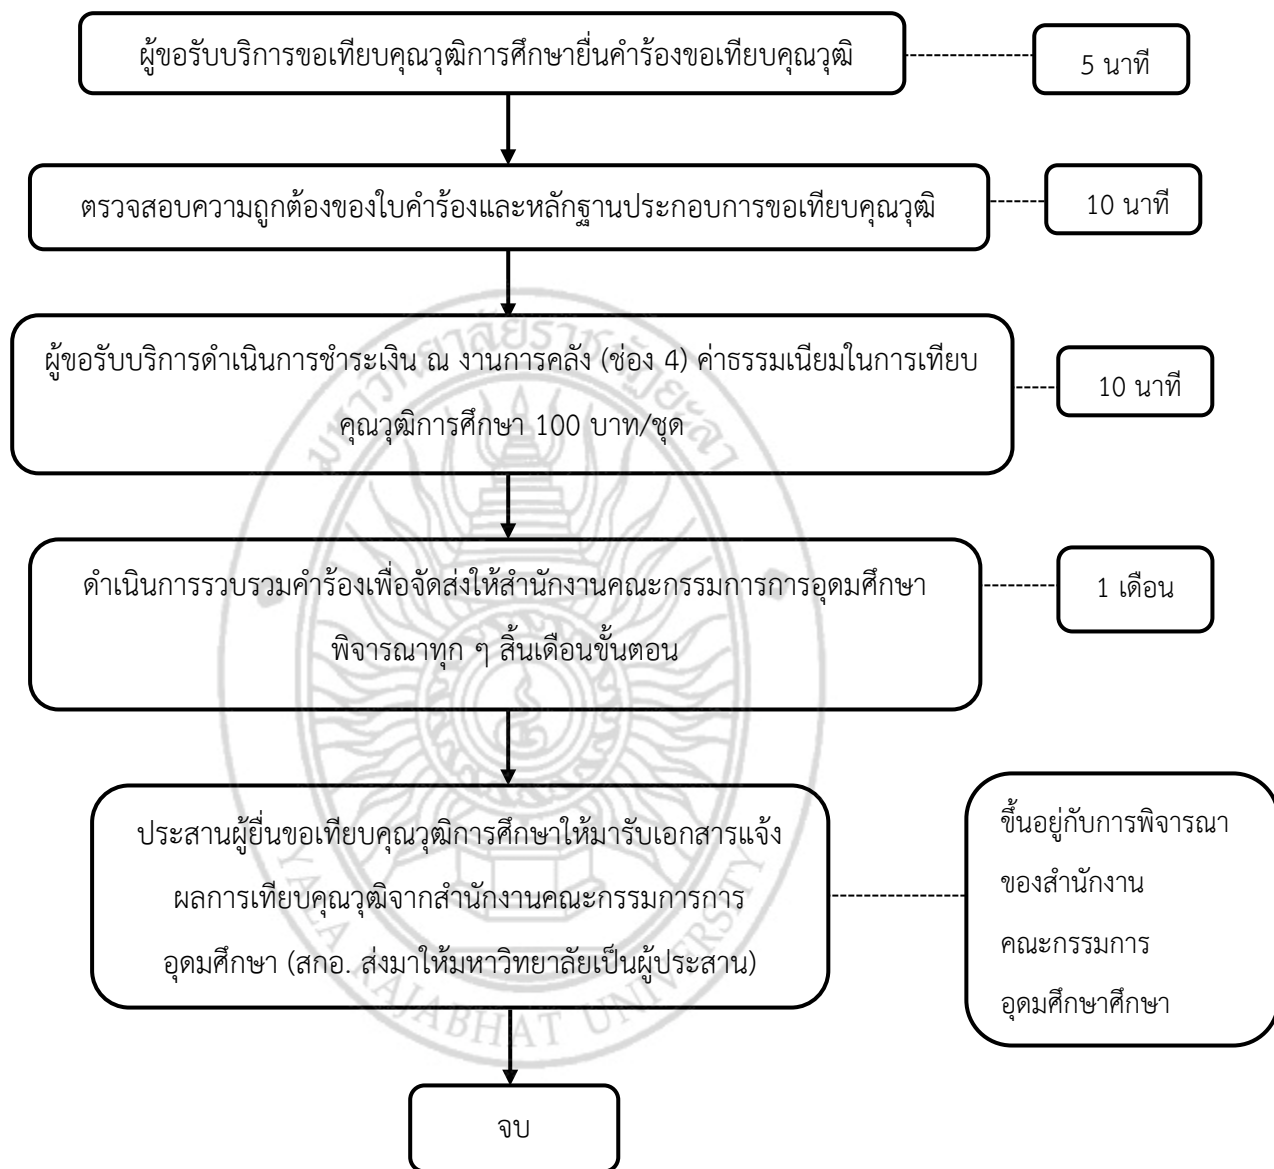 ผู้ขอรับบริการขอเทียบคุณวุฒิการศึกษายื่นคำร้องขอเทียบคุณวุฒิ
5 นาที
ตรวจสอบความถูกต้องของใบคำร้องและหลักฐานประกอบการขอเทียบคุณวุฒิ
10 นาที
ผู้ขอรับบริการดำเนินการชำระเงิน ณ งานการคลัง (ช่อง 4) ค่าธรรมเนียมในการเทียบ
คุณวุฒิการศึกษา 100 บาท/ชุด
10 นาที
ดำเนินการรวบรวมคำร้องเพื่อจัดส่งให้สำนักงานคณะกรรมการการอุดมศึกษา
พิจารณาทุก ๆ สิ้นเดือนขั้นตอน
1 เดือน
ประสานผู้ยื่นขอเทียบคุณวุฒิการศึกษาให้มารับเอกสารแจ้ง
ผลการเทียบคุณวุฒิจากสำนักงานคณะกรรมการการ
อุดมศึกษา (สกอ. ส่งมาให้มหาวิทยาลัยเป็นผู้ประสาน)
ขึ้นอยู่กับการพิจารณา
ของสำนักงาน
คณะกรรมการ
อุดมศึกษาศึกษา
จบ
มหาวิทยาลัยราชภัฏยะลา
YALA RAJABHAT UNIVERSITY